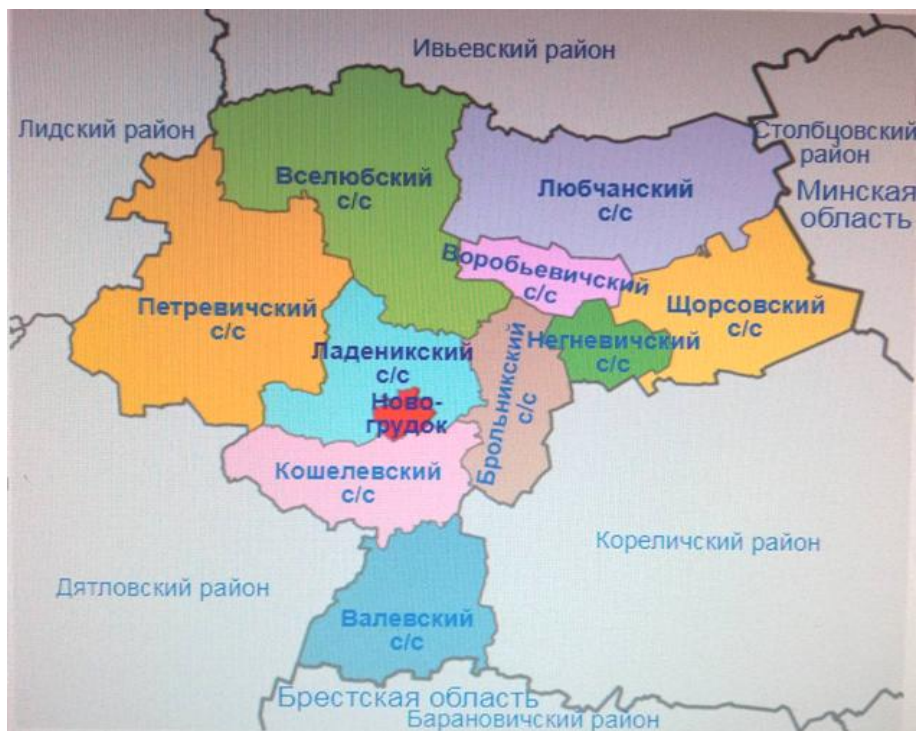 Ивьевский район
Лидский район
Столбцовский
район
Минская
область
Вселюбский
с/с
Любчанский
с/с
Воробьевичский
с/с
Петревичский
с/с
Щорсовский
с/с
Негневичский
с/с
Ладеникский
с/с
Ново-
грудок
Брольникский
с/с
Кошелевский
с/с
Кореличский район
Дятловский район
Валевский
с/с
Брестская область
Барановичский район